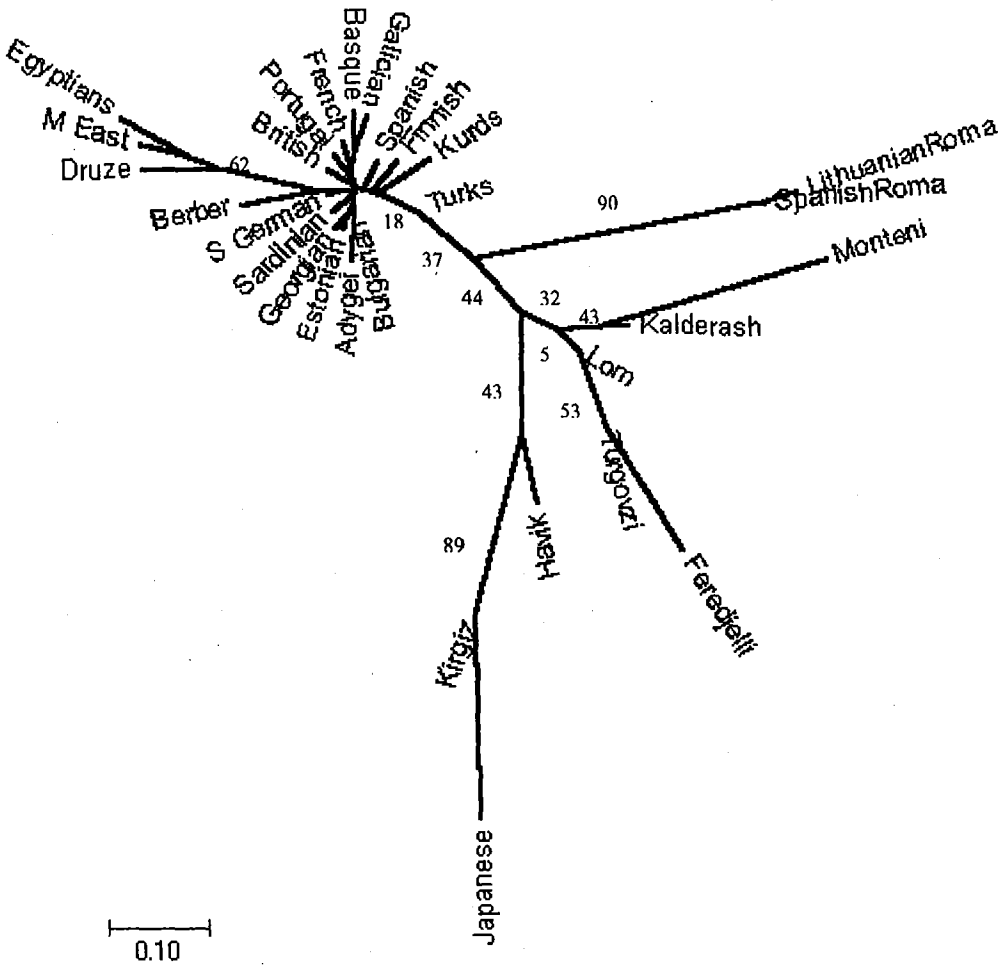 Egyptians
M East
Druze
62
Berber
S German
Sardinian
Georgian
Estonian
Adygei
Bulgarian
British
Portugal
French
Basque
Galician
Spanish
Finnish
Kurds
Turks
18
37
90
LithuanianRoma
SpanishRoma
44
32
43
Monteni
Kalderash
5
Lom
43
53
Turgovzi
Feredjelli
Havik
89
Kirgiz
Japanese
0.10